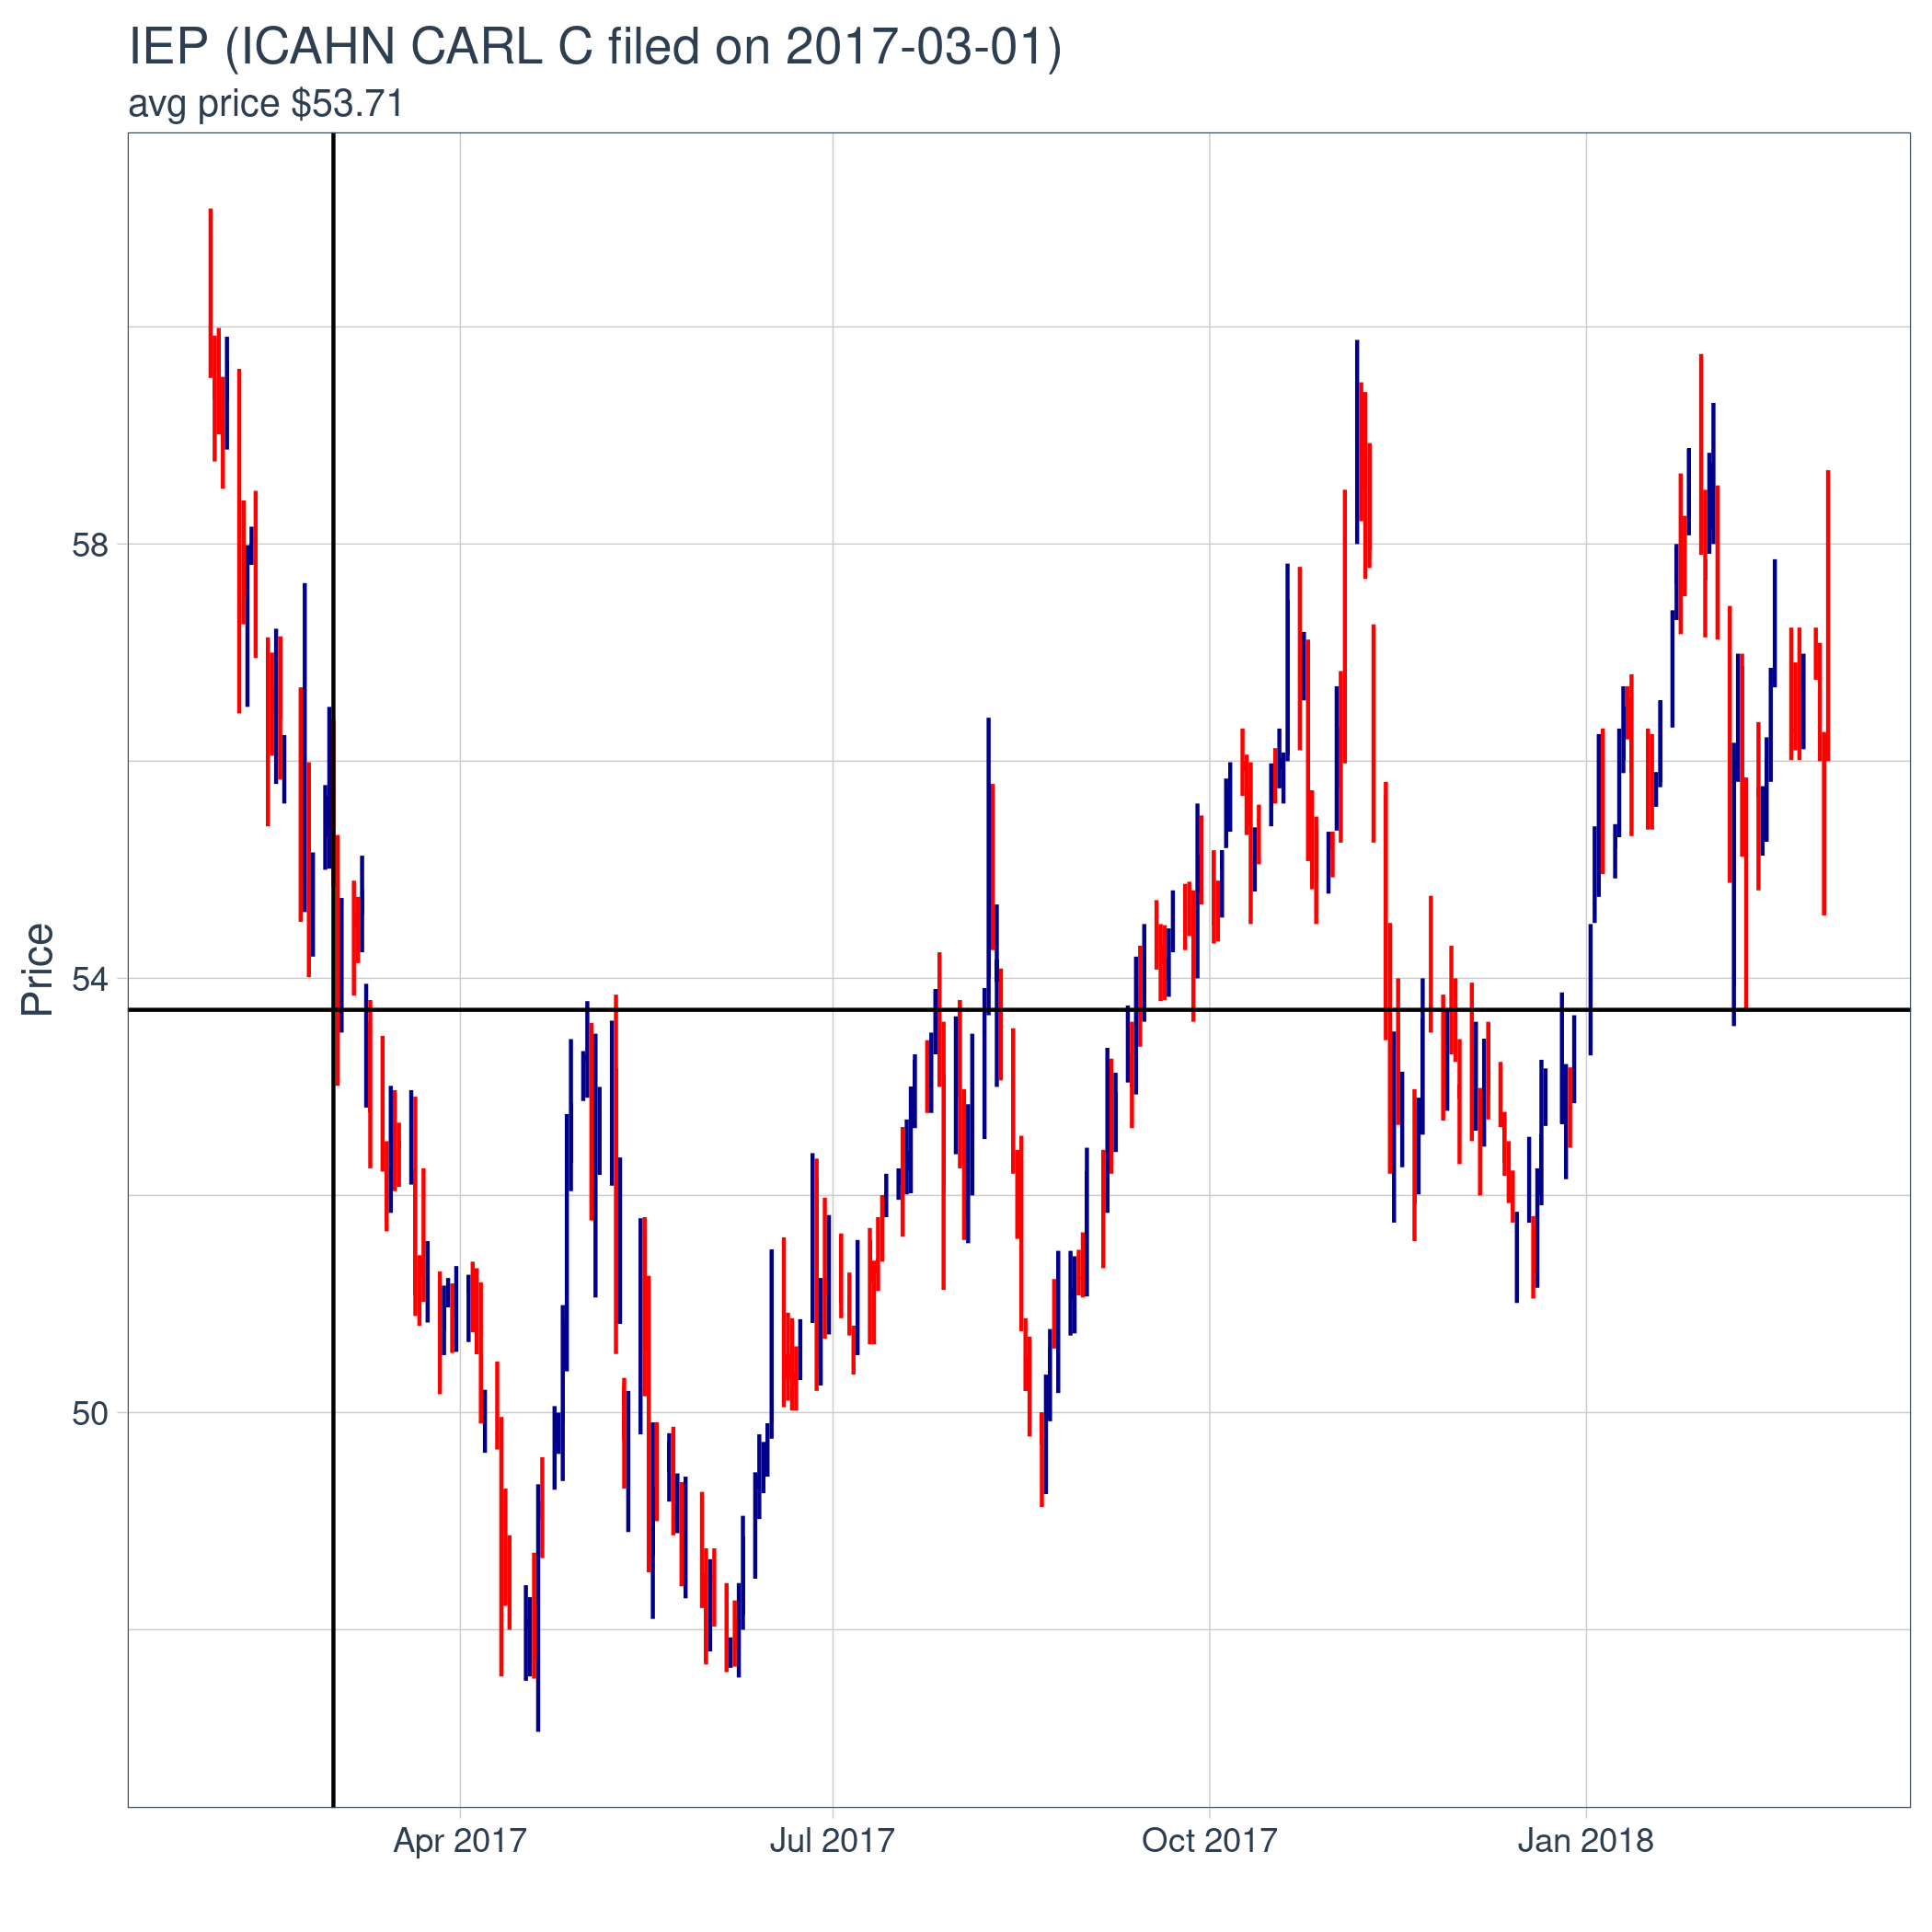 IEP (ICAHN CARL C filed on 2017-03-01)
avg price $53.71
58
54
50
Price
Apr 2017
Jul 2017
Oct 2017
Jan 2018